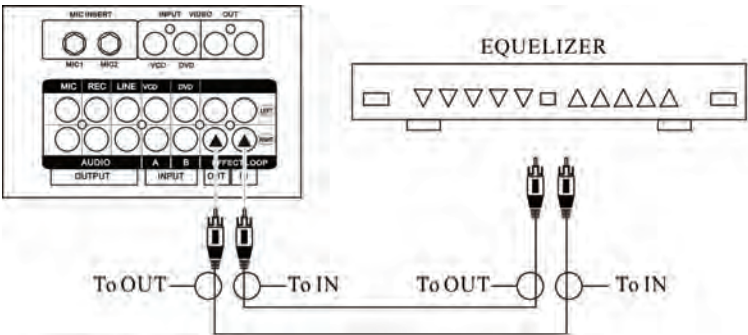 MIC INSERT INPUT VIDEO OUT
MIC1 MIC2 VCD DVD
EQUELIZER
MIC REC LINE VCD DVD
LEFT
RIGHT
AUDIO A B EFFECT LOOP
OUTPUT INPUT OUT IN
To OUT To IN To OUT To IN